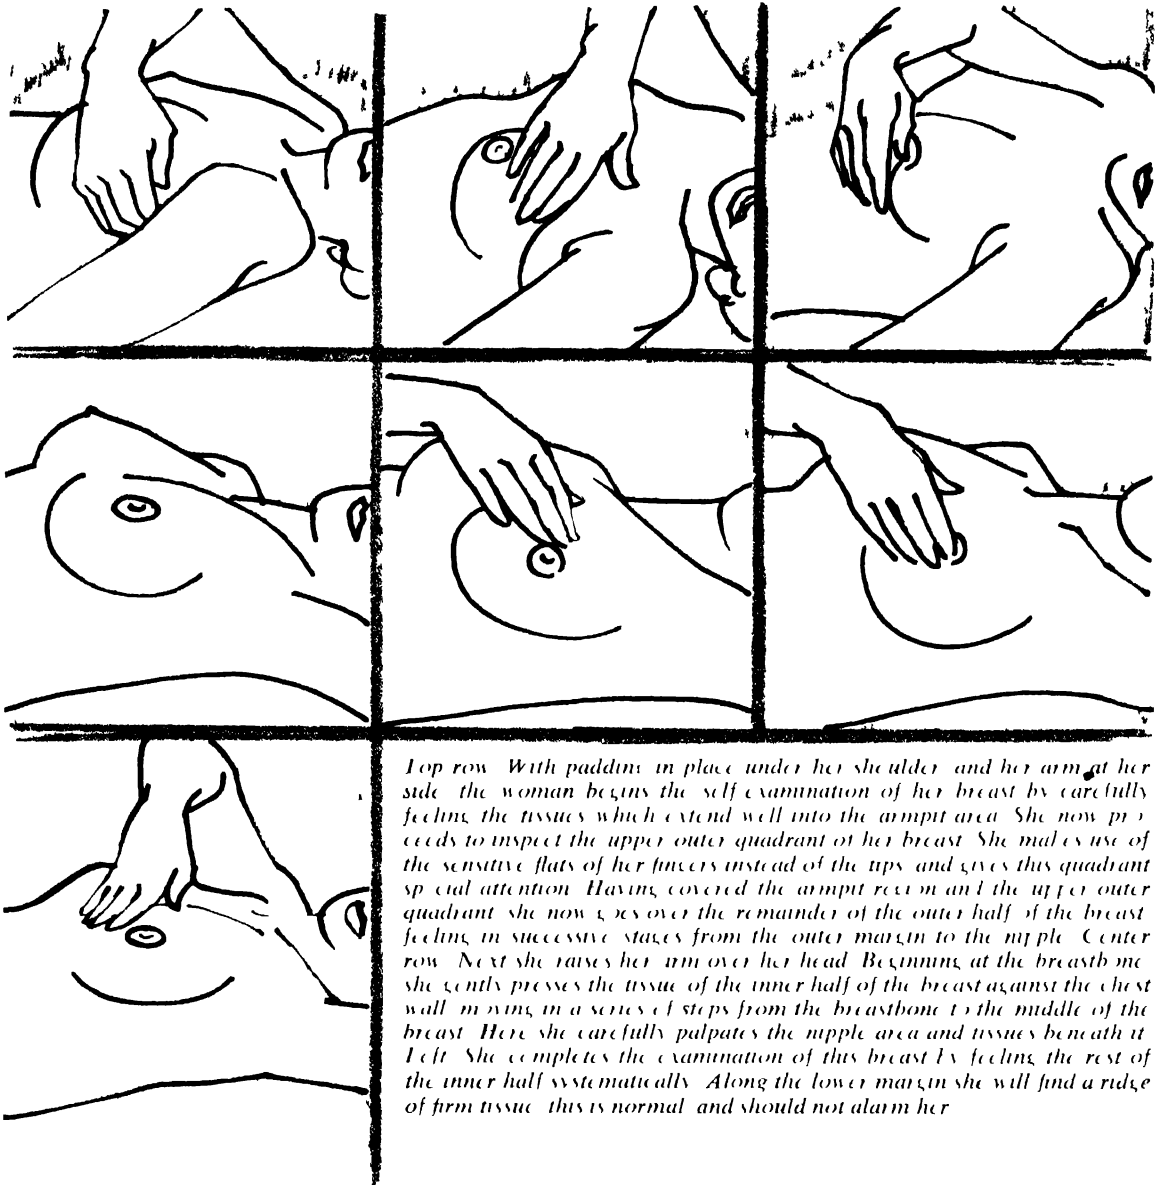 Top row With padding in place under her shoulder and her arm at her
side the woman begins the self examination of her breast by carefully
feeling the tissues which extend well into the armpit area She now pro
ceeds to inspect the upper outer quadrant of her breast She makes use of
the sensitive flats of her fingers instead of the tips and gives this quadrant
special attention Having covered the armpit region and the upper outer
quadrant she now goes over the remainder of the outer half of the breast
feeling in successive stages from the outer margin to the nipple Center
row Next she raises her arm over her head Beginning at the breastbone
she gently presses the tissue of the inner half of the breast against the chest
wall moving in a series of steps from the breastbone to the middle of the
breast Here she carefully palpates the nipple area and tissues beneath it
Left She completes the examination of this breast by feeling the rest of
the inner half systematically Along the lower margin she will find a ridge
of firm tissue this is normal and should not alarm her